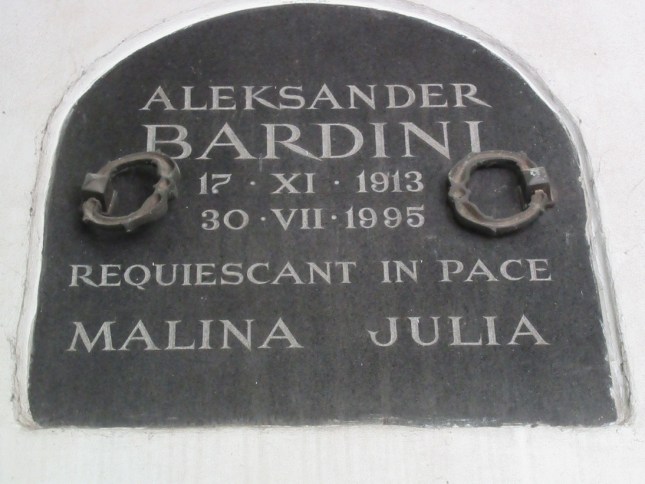 ALEKSANDER
BARDINI
17 · XI · 1913
30 · VII · 1995
REQUIESCANT IN PACE
MALINA JULIA